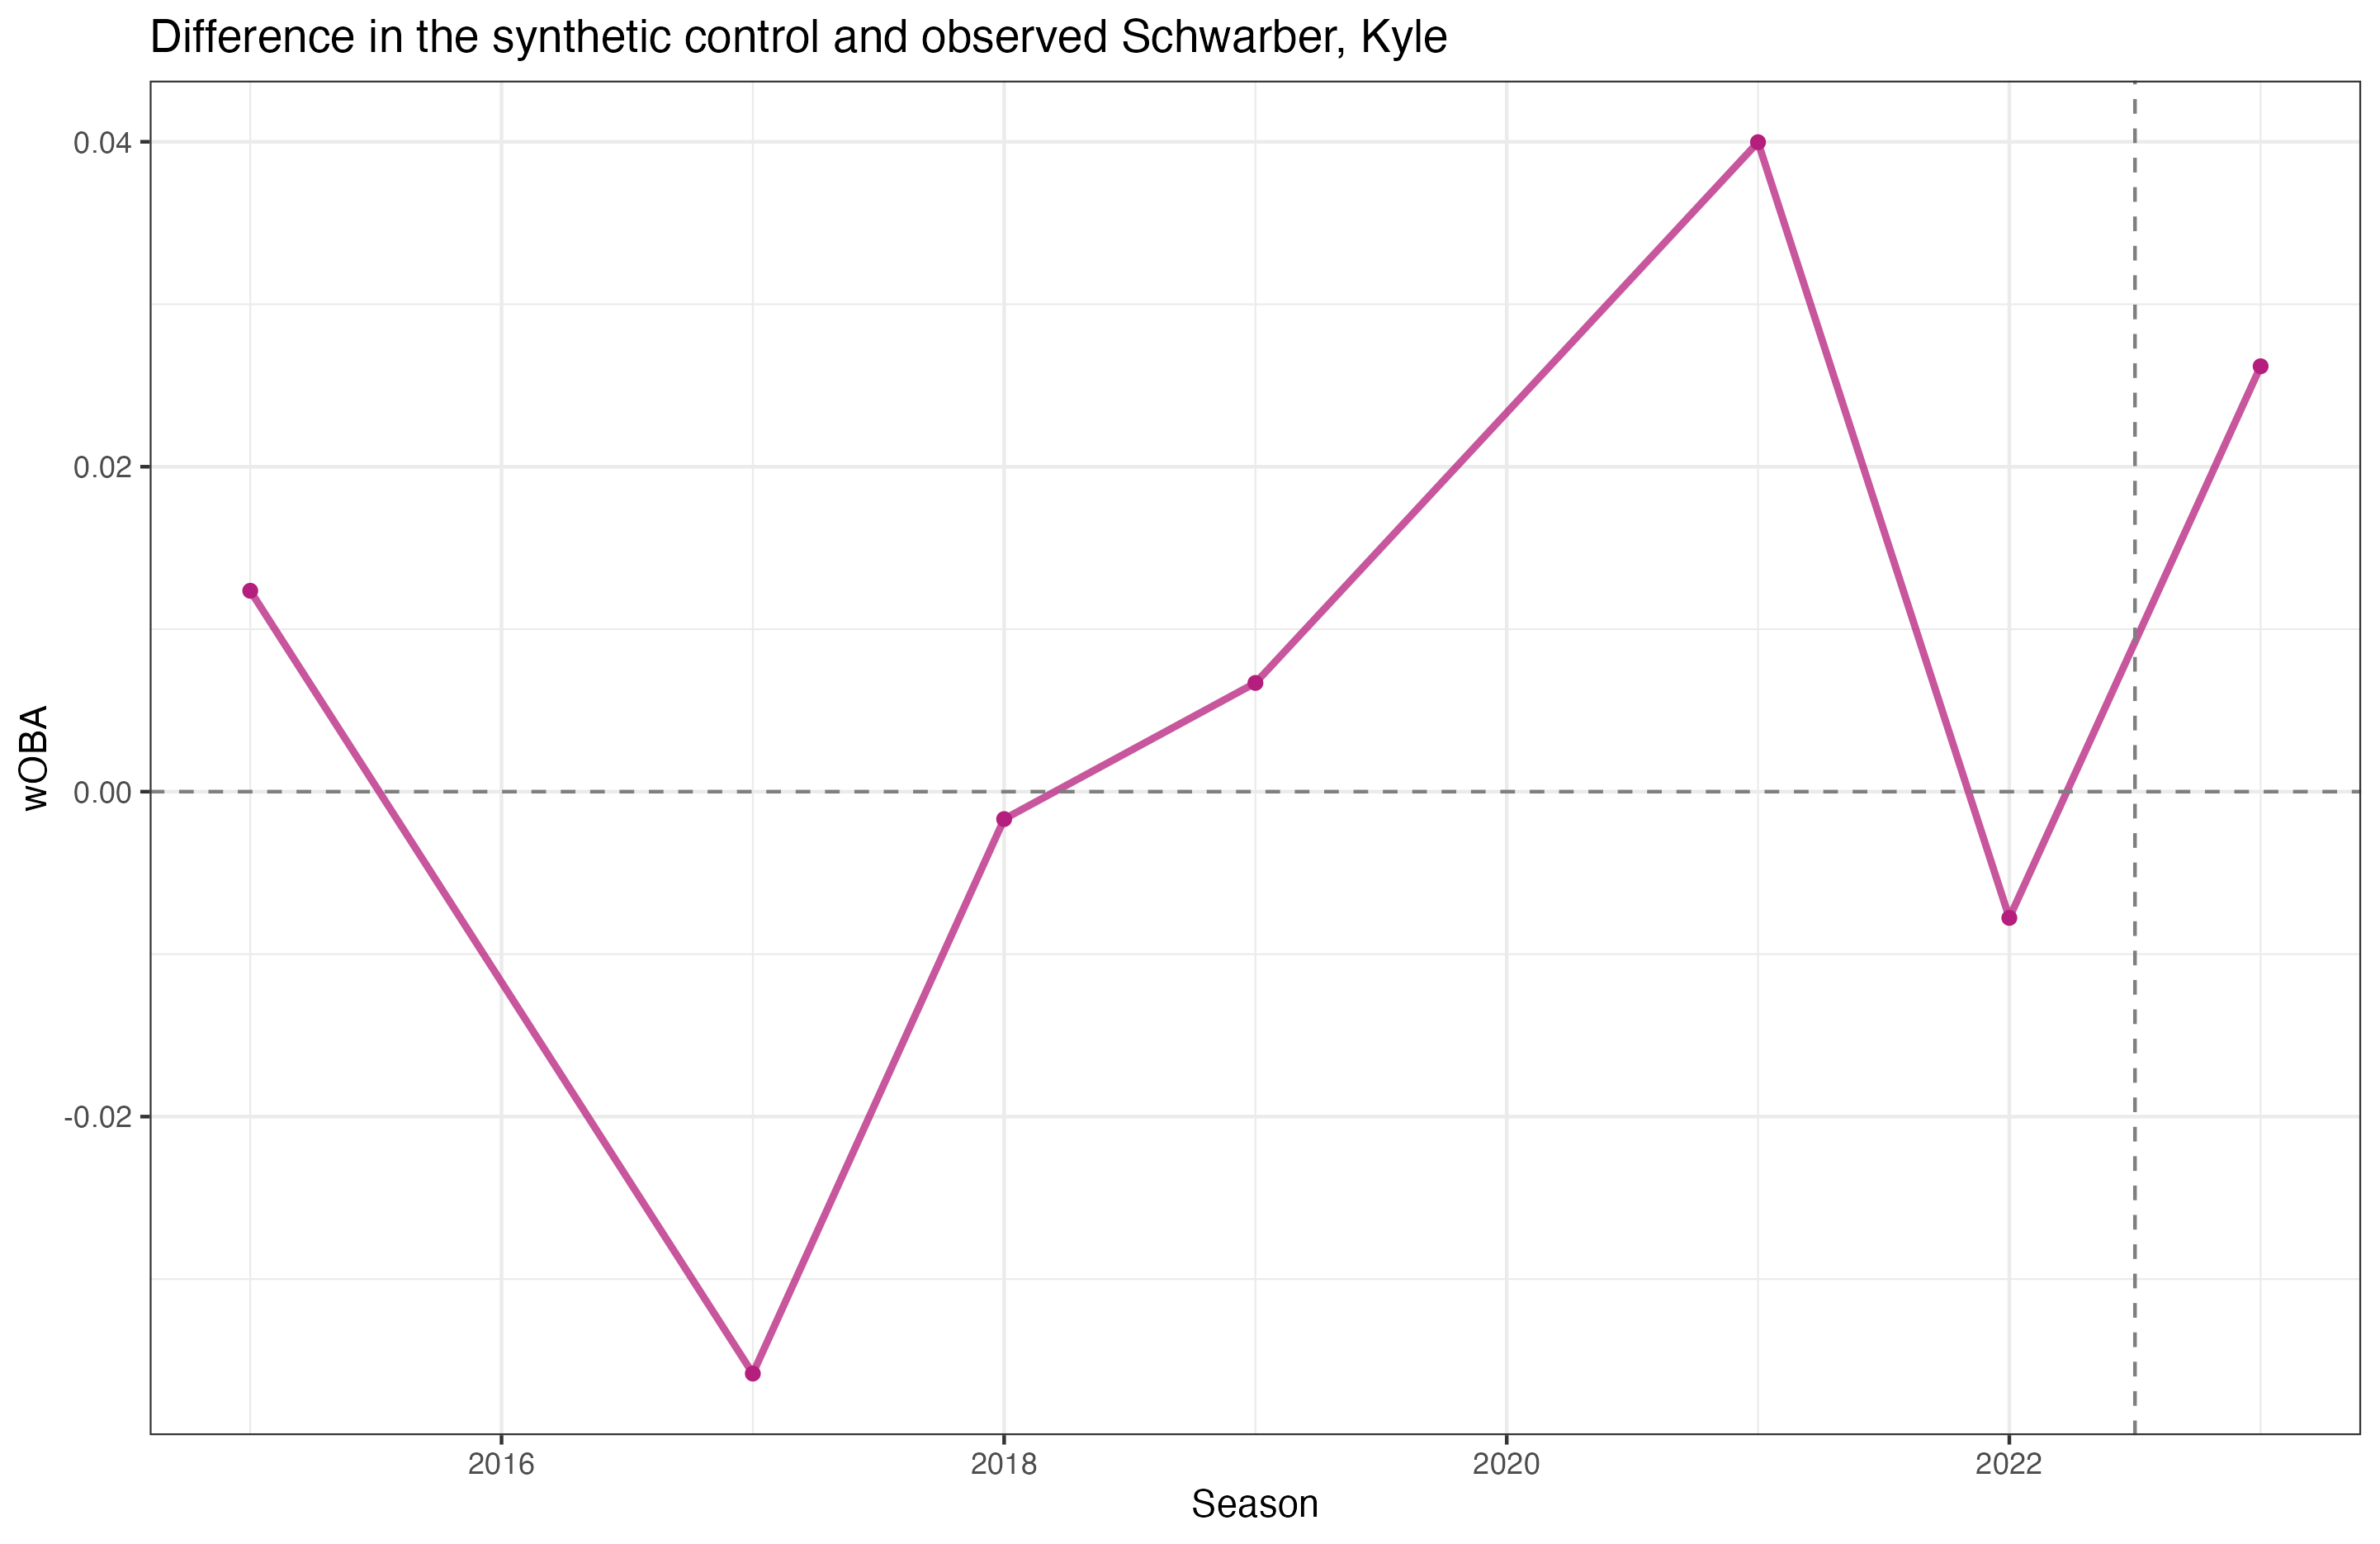 Difference in the synthetic control and observed Schwarber, Kyle
0.04
0.02
0.00
-0.02
wOBA
2016 2018 2020 2022
Season